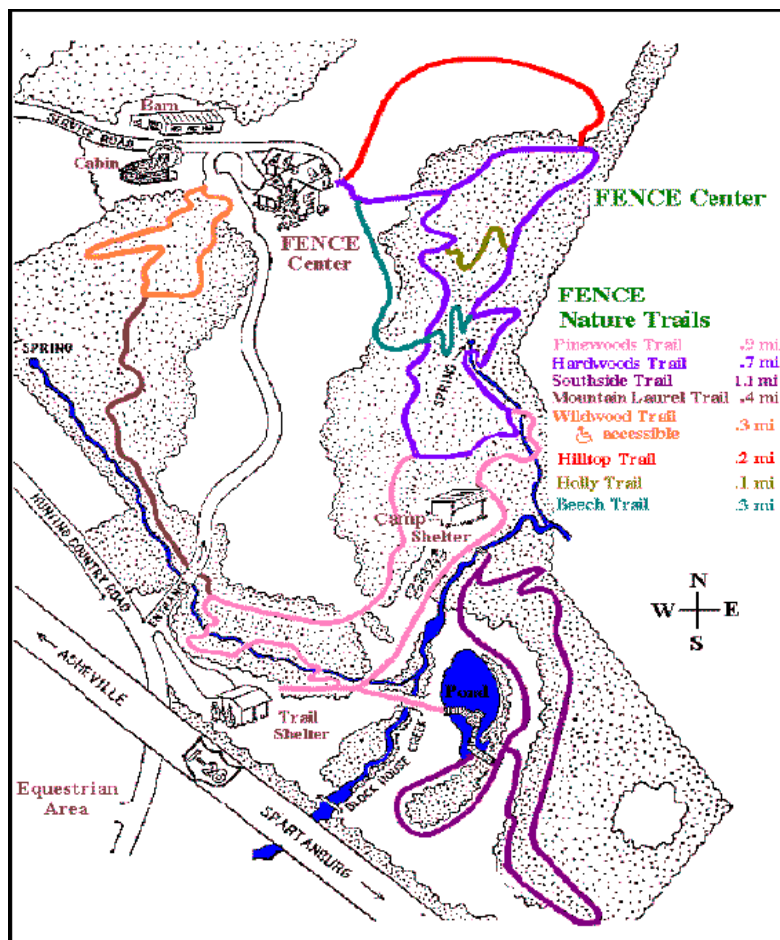 Barn
SERVICE ROAD
Cabin
FENCE
Center
FENCE Center
FENCE
Nature Trails
Pinewoods Trail .9 mi
Hardwoods Trail .7 mi
Southside Trail 1.1 mi
Mountain Laurel Trail .4 mi
Wildwood Trail
accessible .3 mi
Hilltop Trail .2 mi
Holly Trail .1 mi
Beech Trail .3 mi
SPRING
SPRING
Camp
Shelter
HUNTING COUNTRY ROAD
ENTRANCE
N
W E
S
ASHEVILLE
Pond
Trail
Shelter
BLOCK HOUSE CREEK
I-26
Equestrian
Area
SPARTANBURG